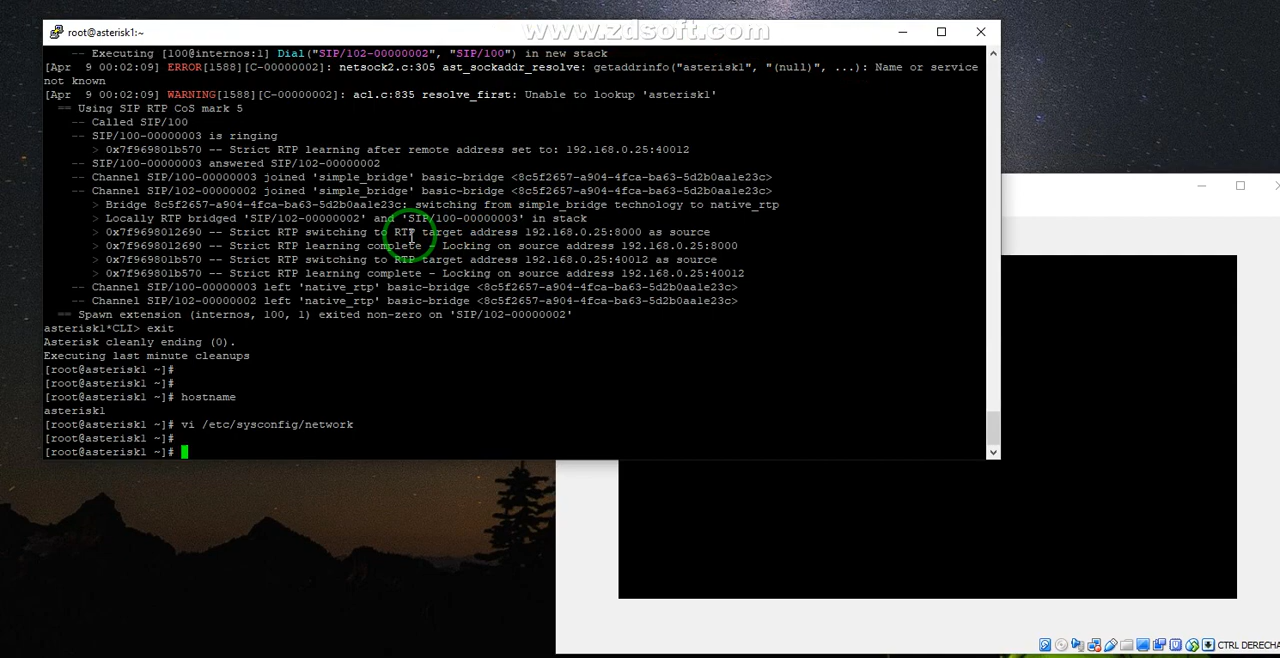 www.zdsoft.com
root@asterisk1:~
-- Executing [100@internos:1] Dial("SIP/102-00000002", "SIP/100") in new stack
[Apr  9 00:02:09] ERROR[1588][C-00000002]: netsock2.c:305 ast_sockaddr_resolve: getaddrinfo("asterisk1", "(null)", ...): Name or service
not known
[Apr  9 00:02:09] WARNING[1588][C-00000002]: acl.c:835 resolve_first: Unable to lookup 'asterisk1'
== Using SIP RTP CoS mark 5
-- Called SIP/100
-- SIP/100-00000003 is ringing
> 0x7f969801b570 -- Strict RTP learning after remote address set to: 192.168.0.25:40012
-- SIP/100-00000003 answered SIP/102-00000002
-- Channel SIP/100-00000003 joined 'simple_bridge' basic-bridge <8c5f2657-a904-4fca-ba63-5d2b0aa1e23c>
-- Channel SIP/102-00000002 joined 'simple_bridge' basic-bridge <8c5f2657-a904-4fca-ba63-5d2b0aa1e23c>
> Bridge 8c5f2657-a904-4fca-ba63-5d2b0aa1e23c: switching from simple_bridge technology to native_rtp
> Locally RTP bridged 'SIP/102-00000002' and 'SIP/100-00000003' in stack
> 0x7f9698012690 -- Strict RTP switching to RTP target address 192.168.0.25:8000 as source
> 0x7f9698012690 -- Strict RTP learning complete - Locking on source address 192.168.0.25:8000
> 0x7f969801b570 -- Strict RTP switching to RTP target address 192.168.0.25:40012 as source
> 0x7f969801b570 -- Strict RTP learning complete - Locking on source address 192.168.0.25:40012
-- Channel SIP/100-00000003 left 'native_rtp' basic-bridge <8c5f2657-a904-4fca-ba63-5d2b0aa1e23c>
-- Channel SIP/102-00000002 left 'native_rtp' basic-bridge <8c5f2657-a904-4fca-ba63-5d2b0aa1e23c>
== Spawn extension (internos, 100, 1) exited non-zero on 'SIP/102-00000002'
asterisk1*CLI> exit
Asterisk cleanly ending (0).
Executing last minute cleanups
[root@asterisk1 ~]#
[root@asterisk1 ~]#
[root@asterisk1 ~]# hostname
asterisk1
[root@asterisk1 ~]# vi /etc/sysconfig/network
[root@asterisk1 ~]#
[root@asterisk1 ~]#
CTRL DERECHA